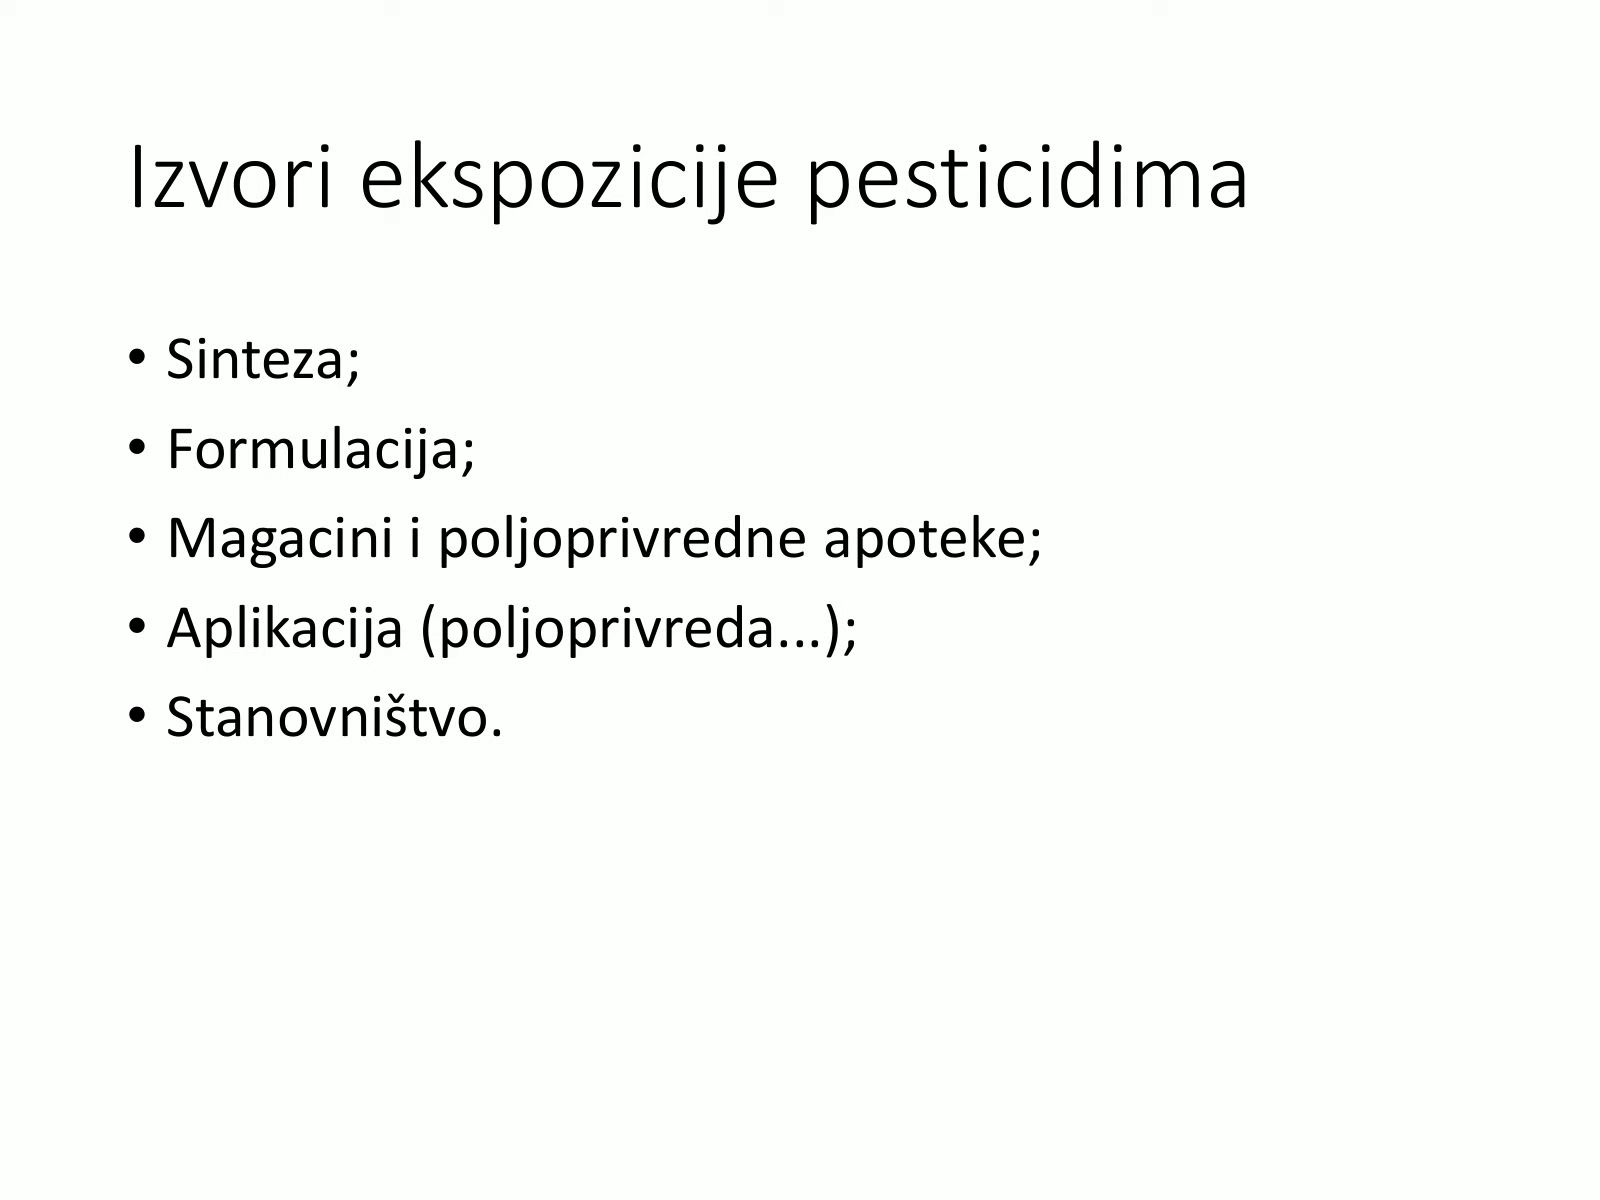 Izvori ekspozicije pesticidima
• Sinteza;
• Formulacija;
• Magacini i poljoprivredne apoteke;
• Aplikacija (poljoprivreda...);
• Stanovništvo.